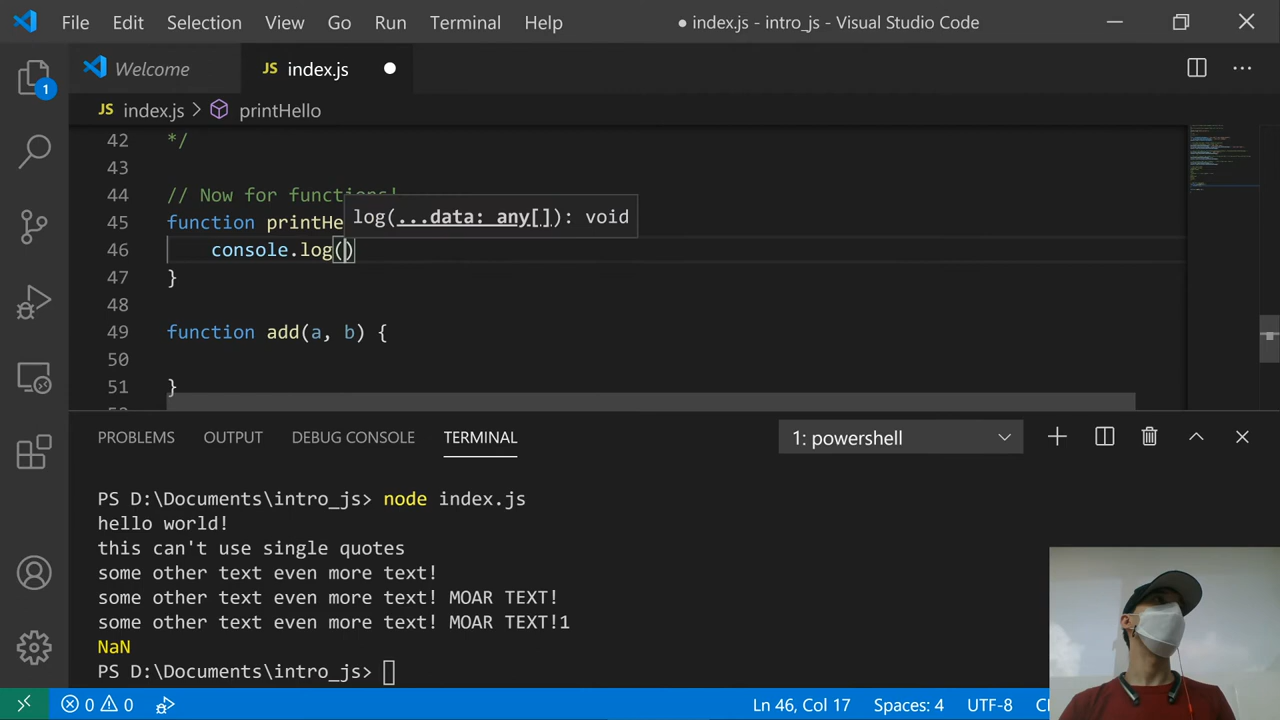 File Edit Selection View Go Run Terminal Help ● index.js - intro_js - Visual Studio Code
Welcome JS index.js
1
JS index.js > printHello
42 */
43
44 // Now for functions!
log(...data: any[]): void
45 function printHe
46 console.log()
47 }
48
49 function add(a, b) {
50
51 }
PROBLEMS OUTPUT DEBUG CONSOLE TERMINAL 1: powershell
PS D:\Documents\intro_js> node index.js
hello world!
this can't use single quotes
some other text even more text!
some other text even more text! MOAR TEXT!
some other text even more text! MOAR TEXT!1
NaN
PS D:\Documents\intro_js>
0 0 Ln 46, Col 17 Spaces: 4 UTF-8